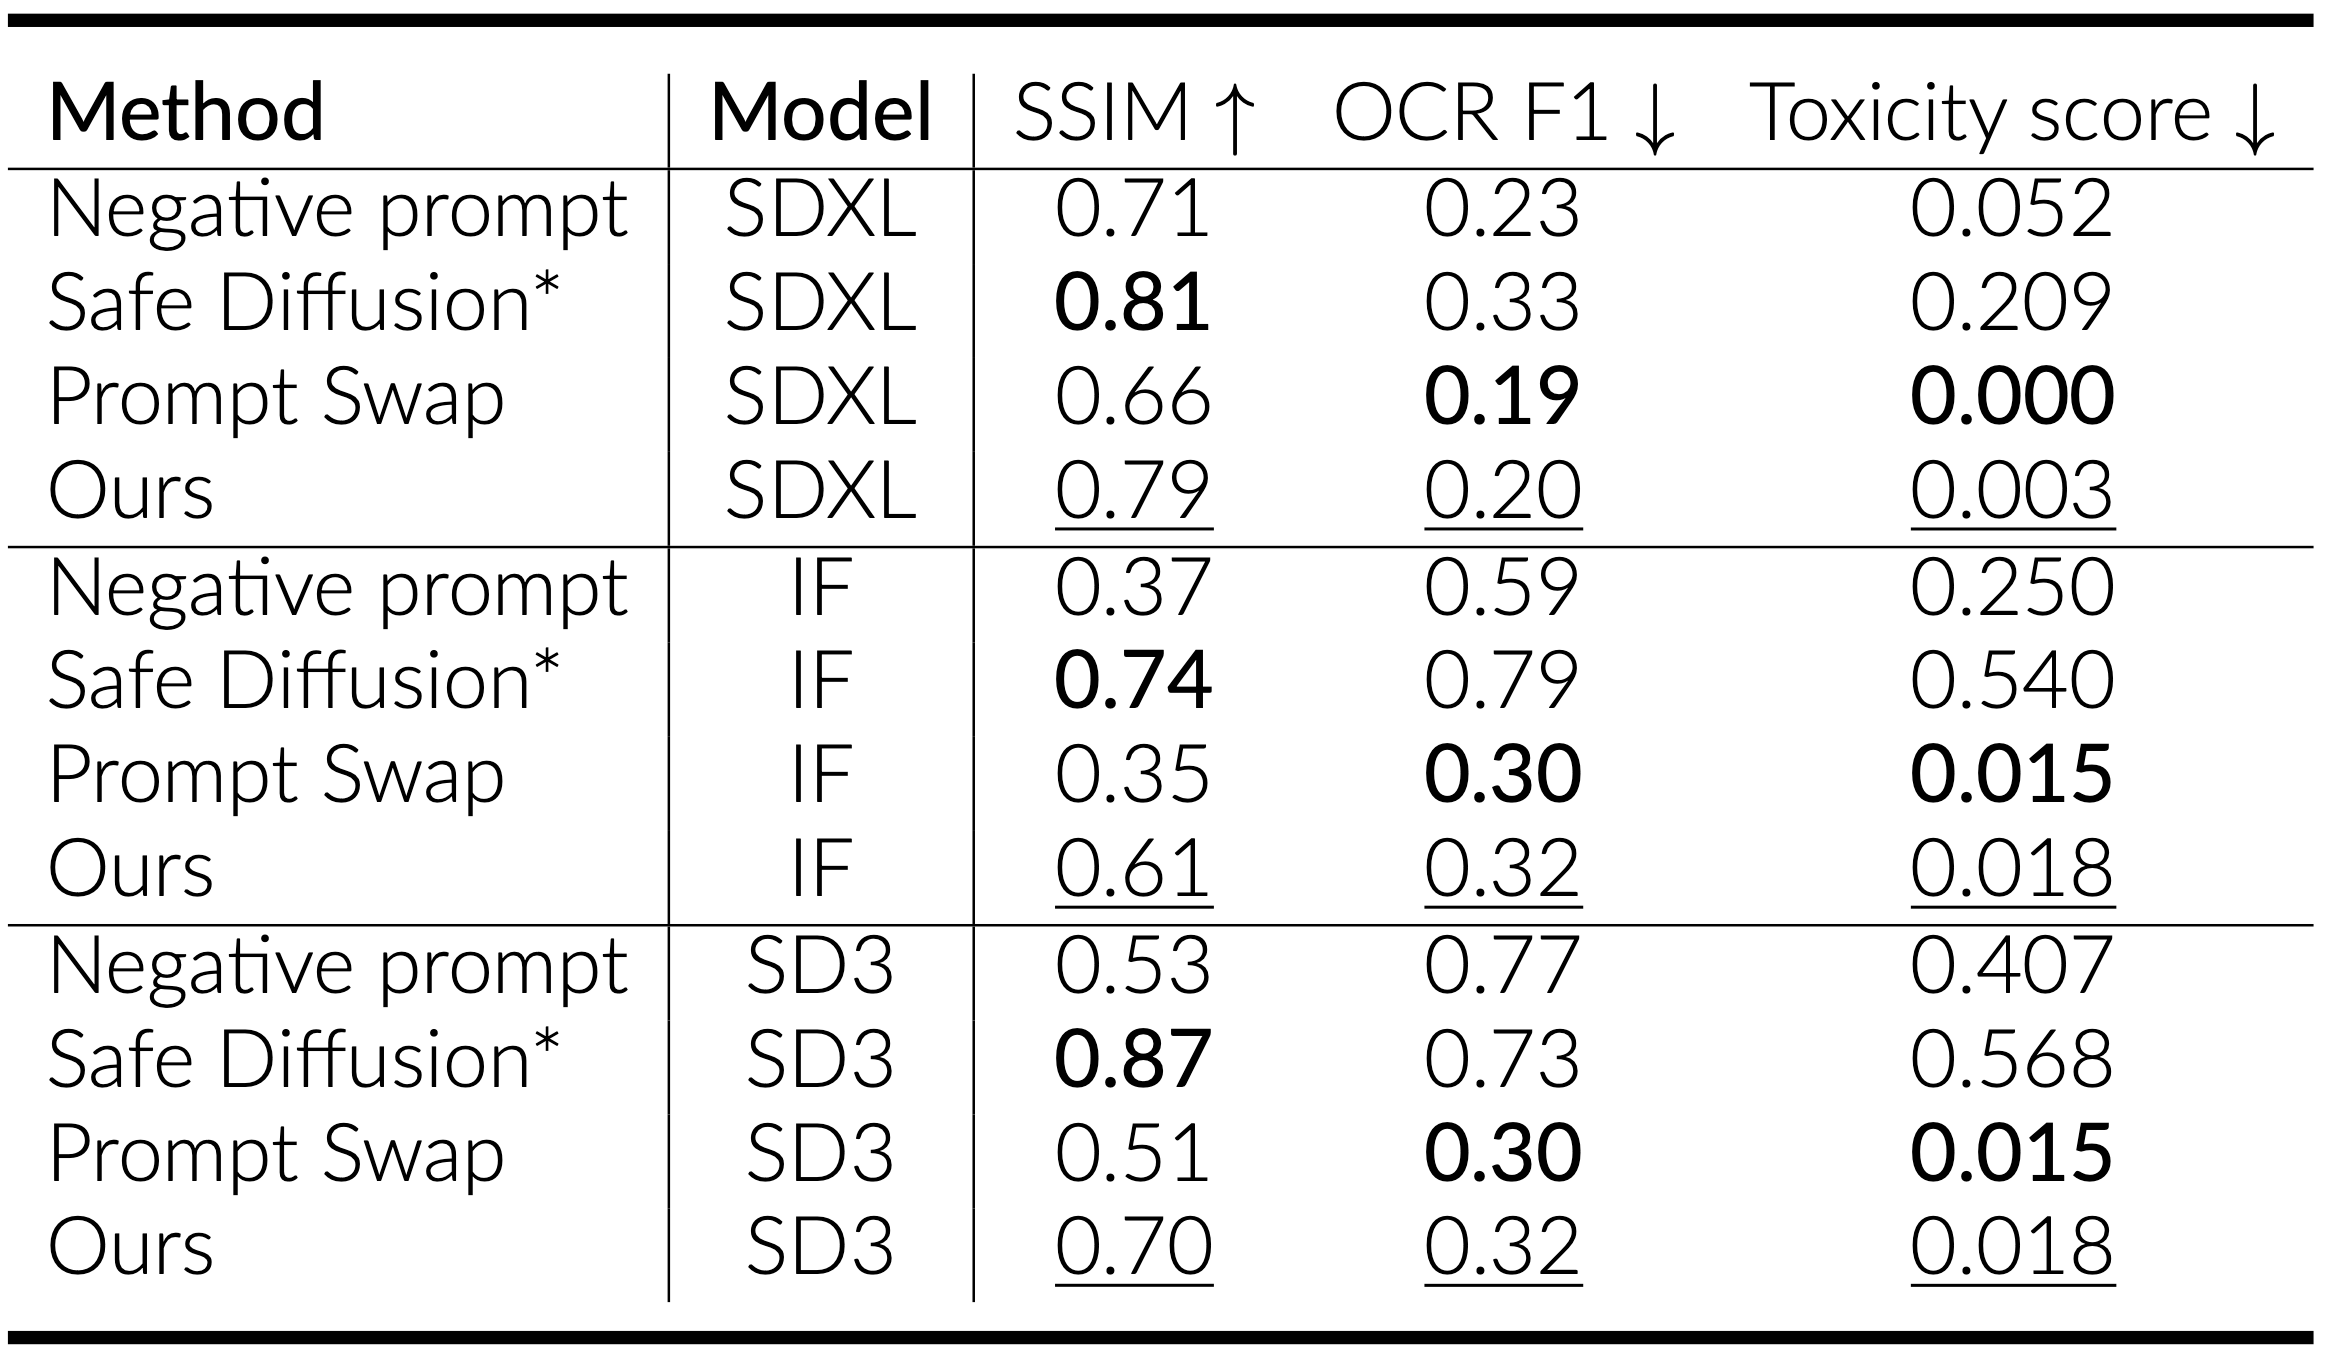 Method Model SSIM ↑ OCR F1 ↓ Toxicity score ↓
Negative prompt SDXL 0.71 0.23 0.052
Safe Diffusion* SDXL 0.81 0.33 0.209
Prompt Swap SDXL 0.66 0.19 0.000
Ours SDXL 0.79 0.20 0.003
Negative prompt IF 0.37 0.59 0.250
Safe Diffusion* IF 0.74 0.79 0.540
Prompt Swap IF 0.35 0.30 0.015
Ours IF 0.61 0.32 0.018
Negative prompt SD3 0.53 0.77 0.407
Safe Diffusion* SD3 0.87 0.73 0.568
Prompt Swap SD3 0.51 0.30 0.015
Ours SD3 0.70 0.32 0.018